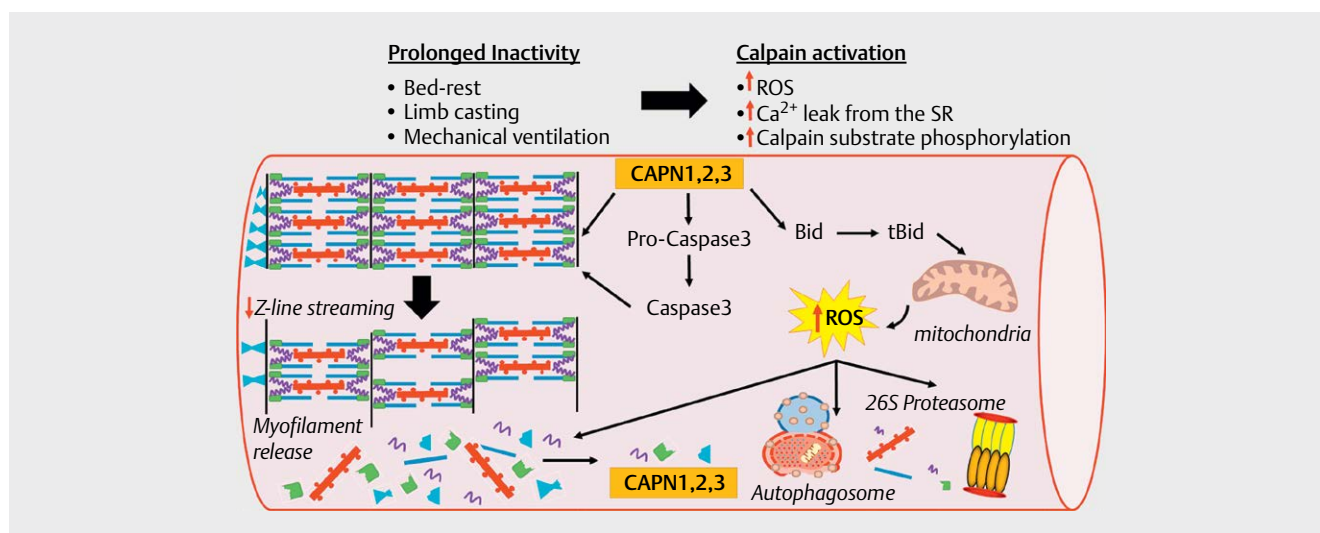 Prolonged Inactivity
• Bed-rest
• Limb casting
• Mechanical ventilation
Calpain activation
•↑ROS
•↑Ca²⁺ leak from the SR
•↑Calpain substrate phosphorylation
CAPN1,2,3
Pro-Caspase3
Bid
tBid
Caspase3
↓Z-line streaming
↑ROS
mitochondria
Myofilament
release
26S Proteasome
CAPN1,2,3
Autophagosome